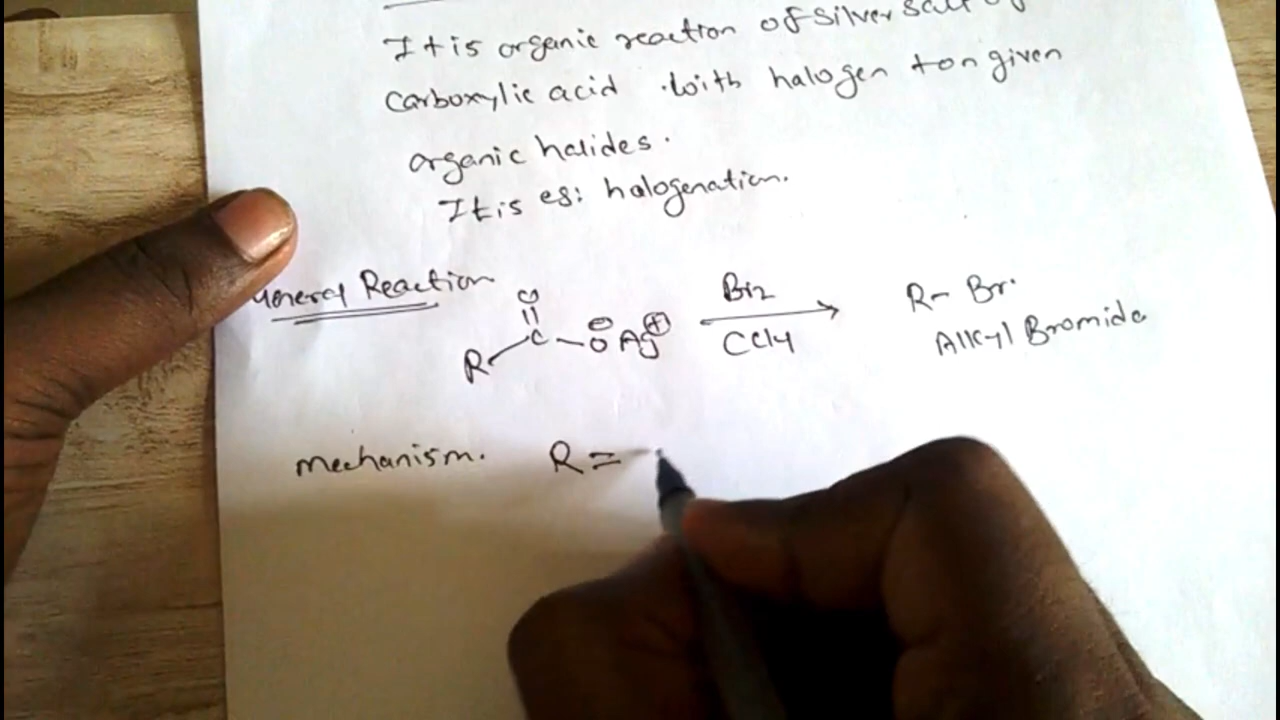 It is organic reaction of silver salt of
carboxylic acid with halogen to n given
organic halides.
It is es: halogenation.
General Reaction
O
R C O⊖ Ag⊕ Br2 CCl4 R- Br.
Alkyl Bromide
mechanism. R =